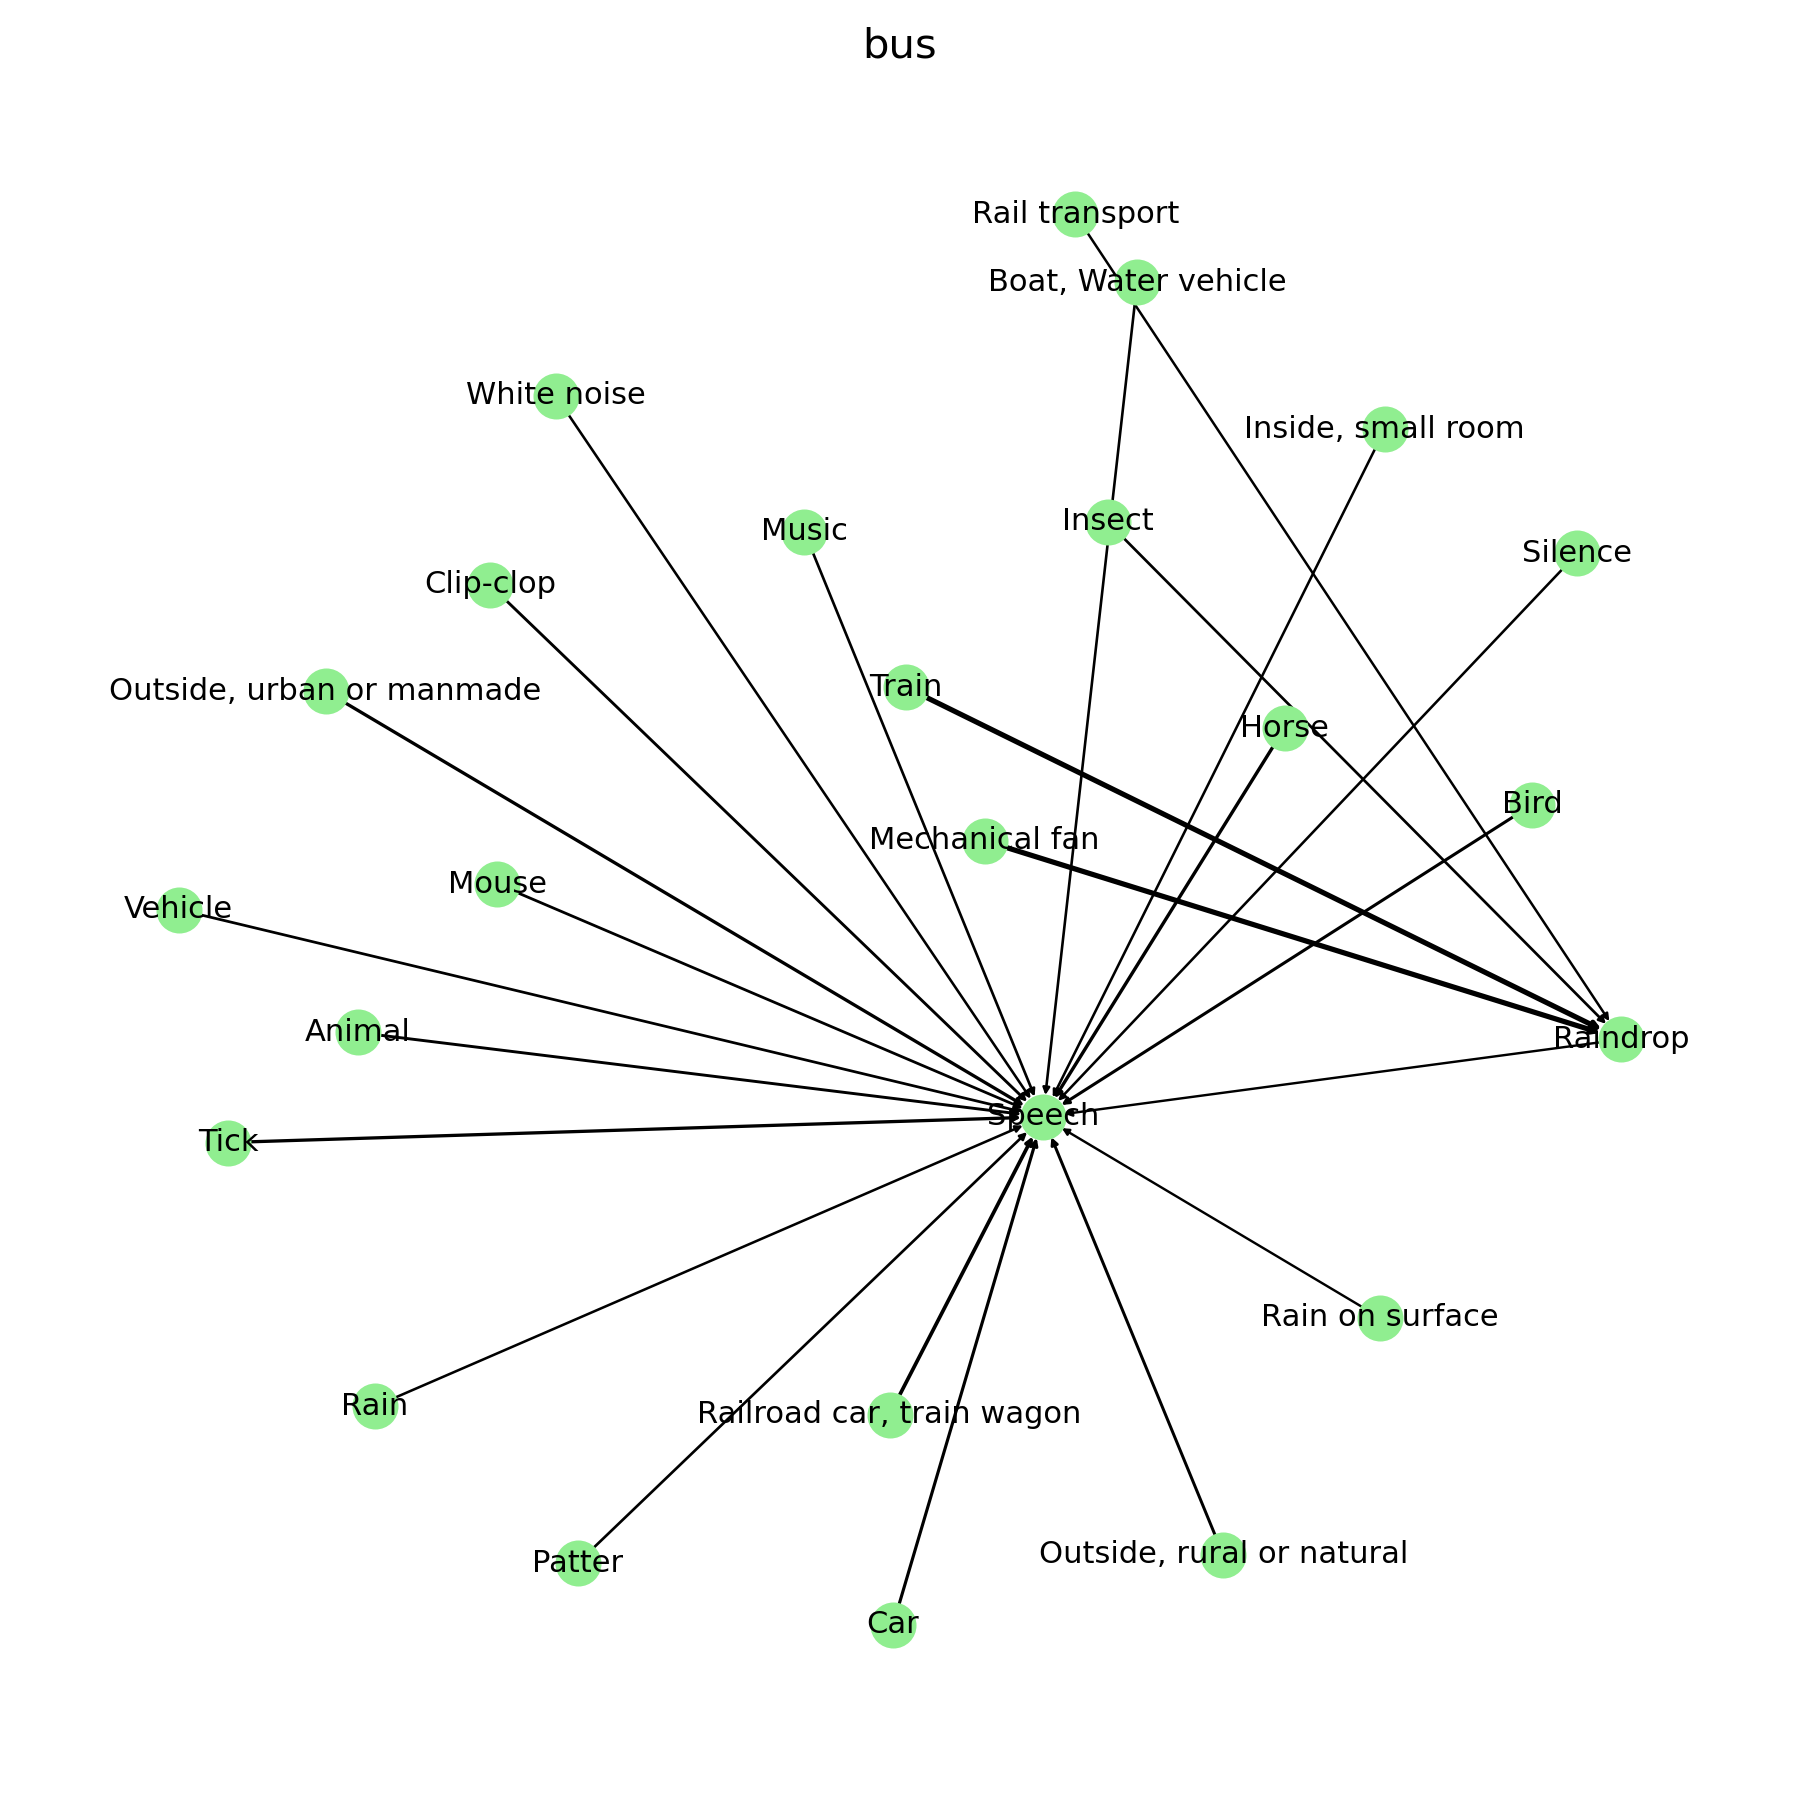 bus
Rail transport
Boat, Water vehicle
White noise
Inside, small room
Insect
Music
Silence
Clip-clop
Train
Outside, urban or manmade
Horse
Bird
Mechanical fan
Mouse
Vehicle
Animal
Raindrop
Speech
Tick
Rain on surface
Rain
Railroad car, train wagon
Outside, rural or natural
Patter
Car